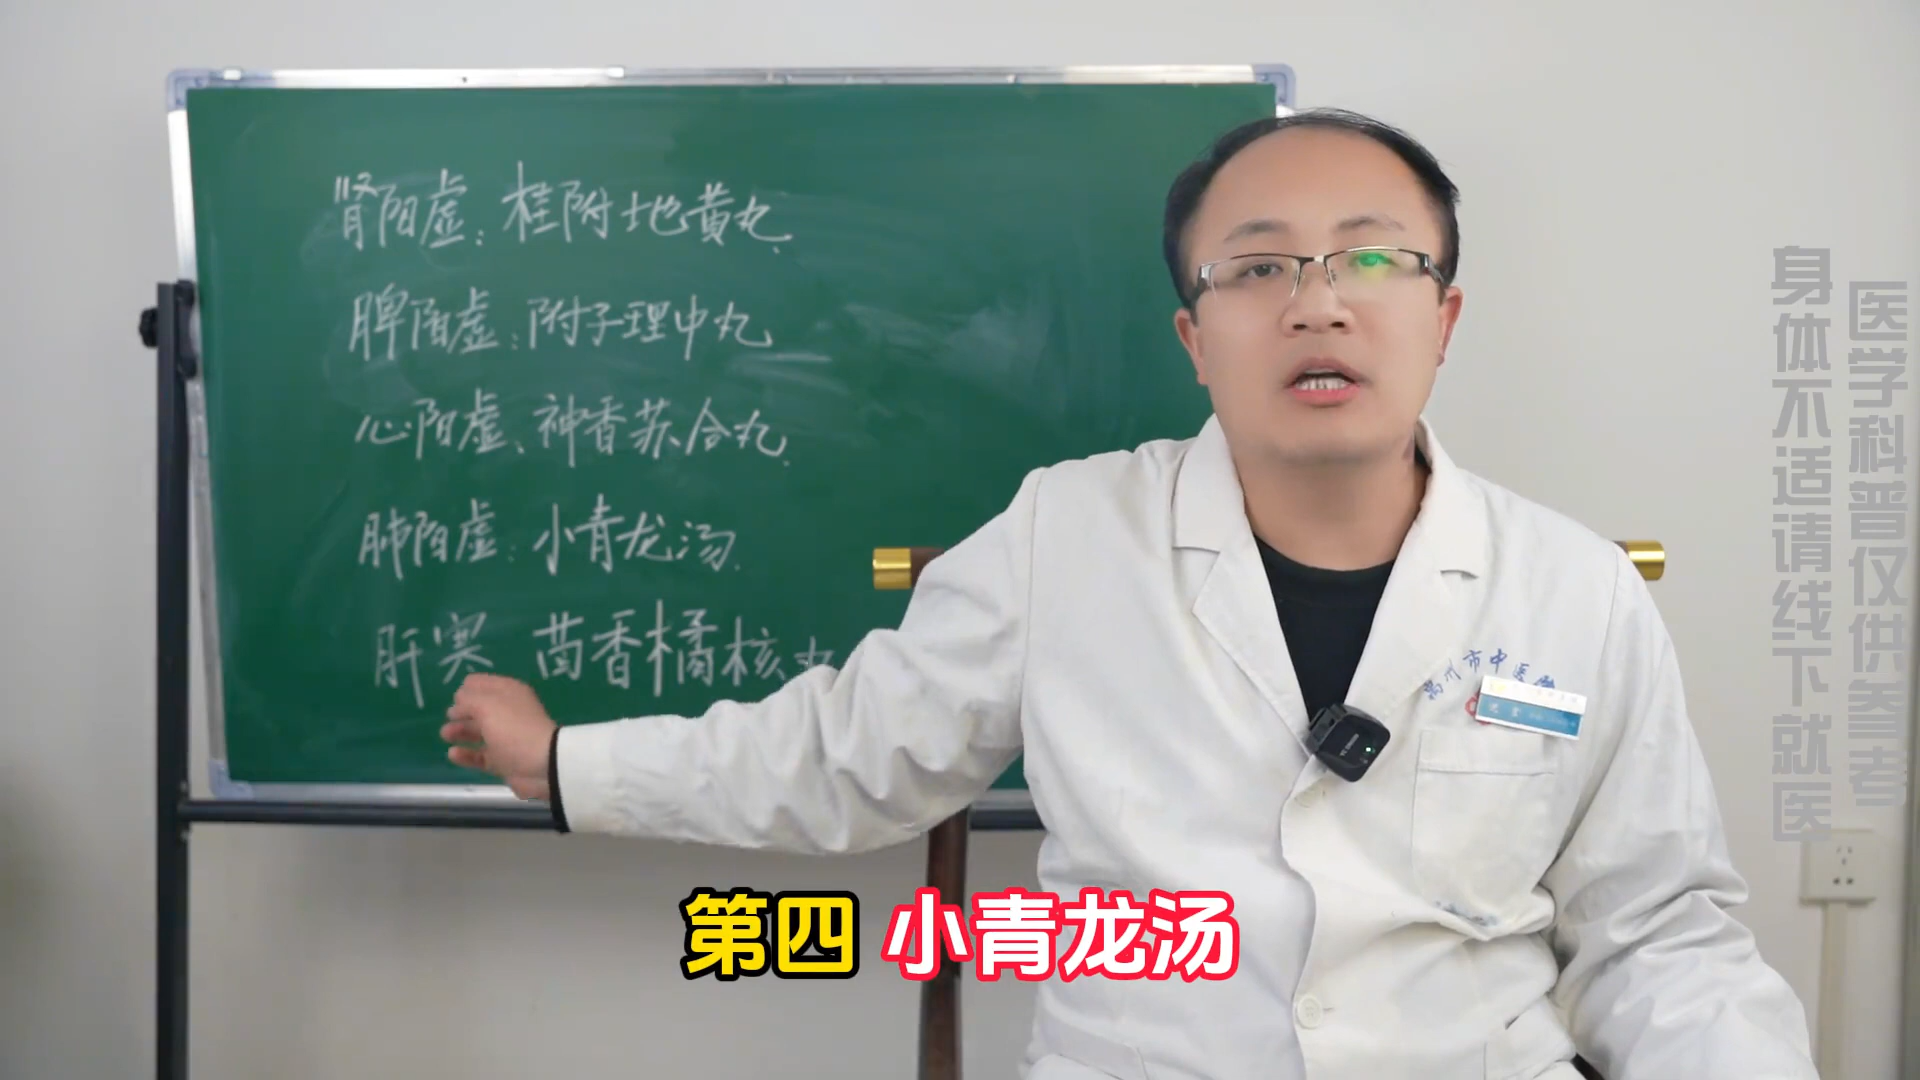 肾阳虚：桂附地黄丸.
脾阳虚：附子理中丸
心阳虚、神香苏合丸.
肺阳虚：小青龙汤.
肝寒 茴香橘核丸
市中医
医学科普仅供参考
身体不适请线下就医
第四 小青龙汤